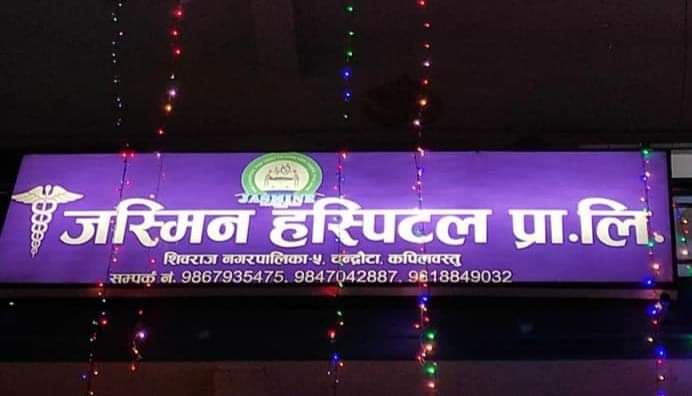 JASMINE
जस्मिन हस्पिटल प्रा.लि.
शिवराज नगरपालिका-५, चन्द्रौटा, कपिलवस्तु
सम्पर्क नं. 9867935475, 9847042887, 9818849032